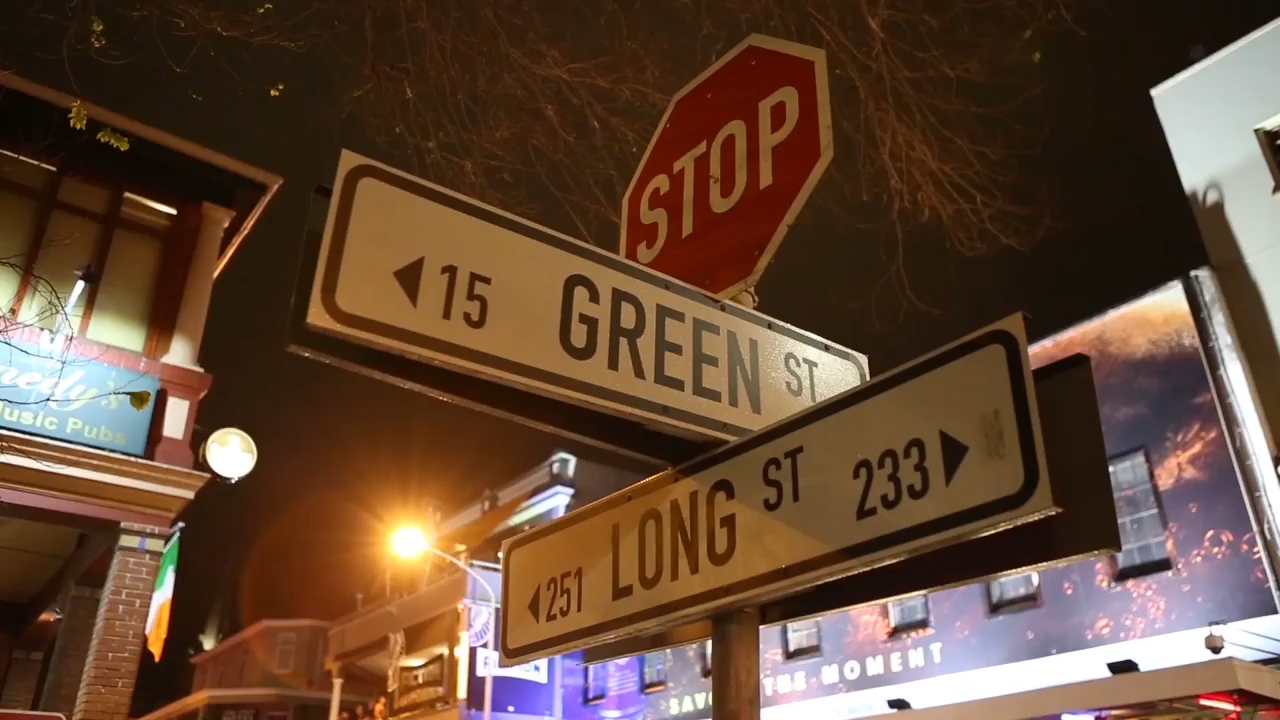 STOP
◀ 15 GREEN ST
◀ 251 LONG ST 233 ▶
Music Pubs
THE MOMENT